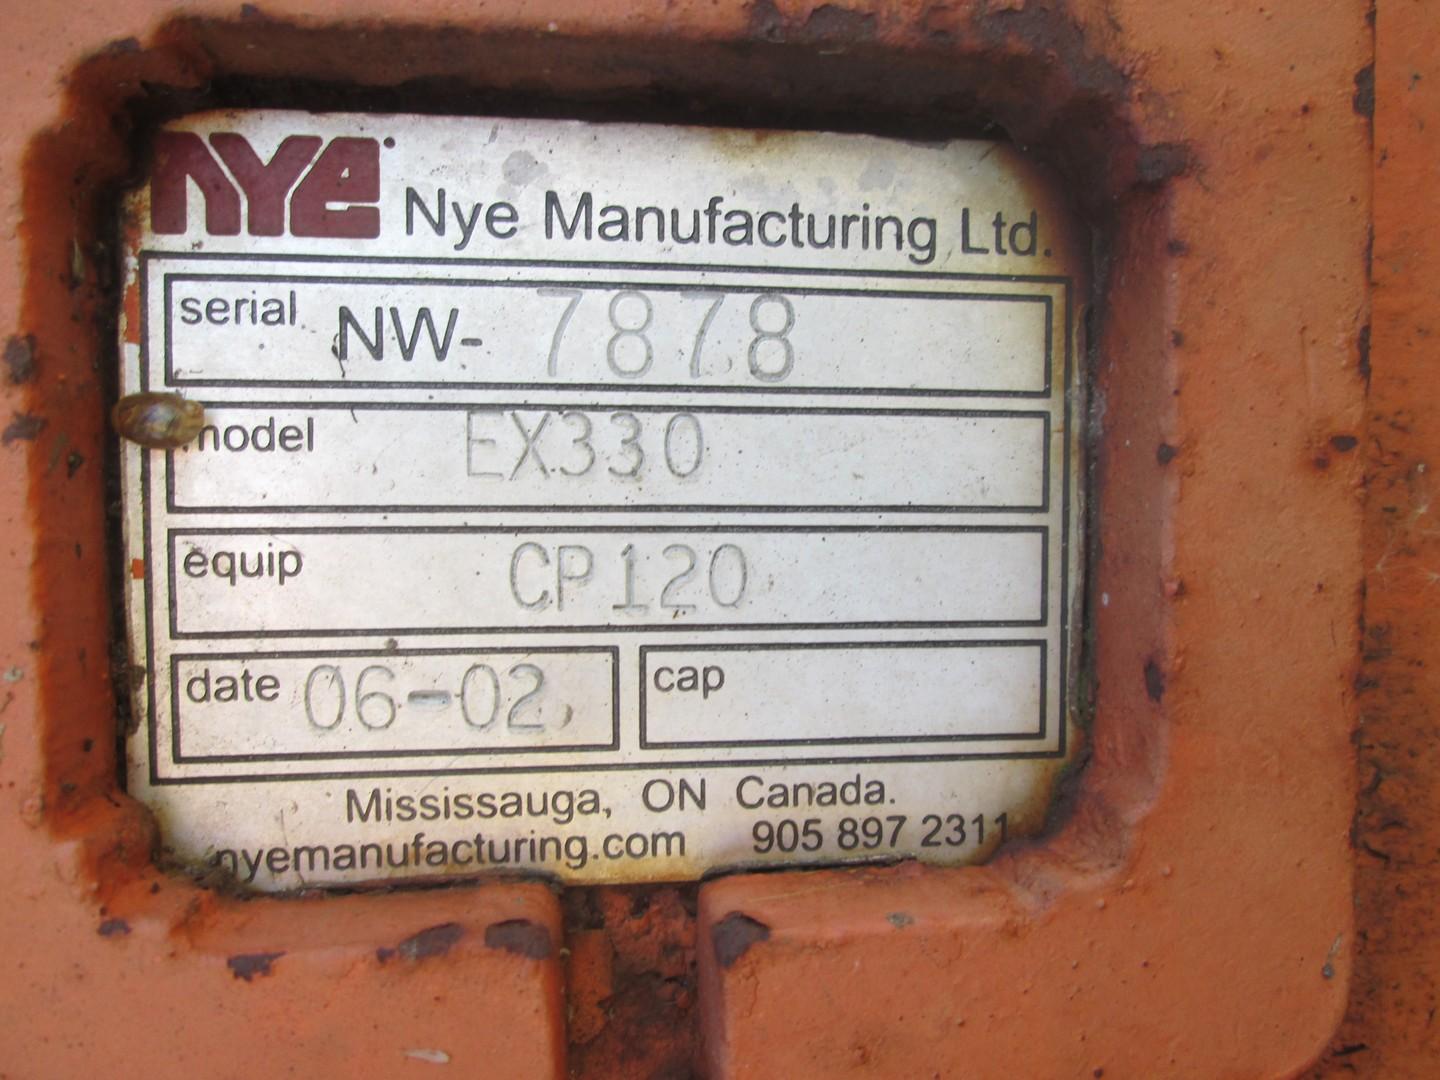 NYE Nye Manufacturing Ltd.
serial NW- 7878
model EX330
equip CP120
date 06-02 cap
Mississauga, ON Canada.
nyemanufacturing.com 905 897 2311